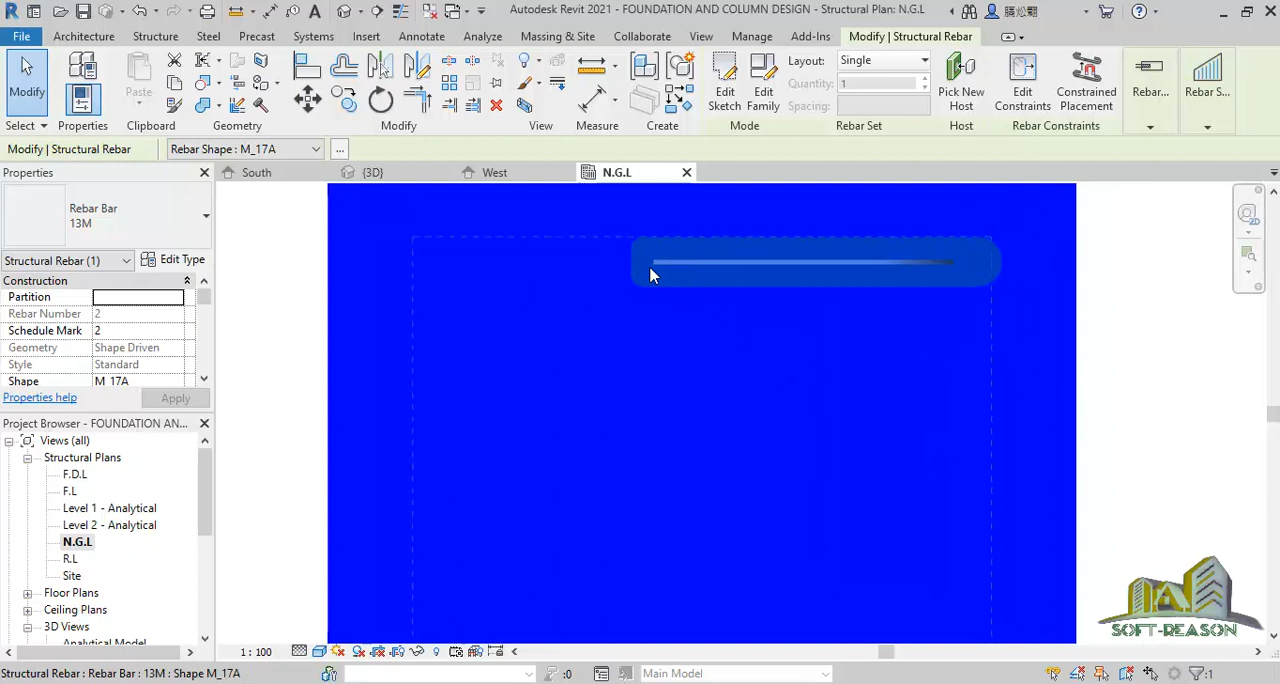 Autodesk Revit 2021 - FOUNDATION AND COLUMN DESIGN - Structural Plan: N.G.L
File Architecture Structure Steel Precast Systems Insert Annotate Analyze Massing & Site Collaborate View Manage Add-Ins Modify | Structural Rebar
Modify
Select
Properties
Paste
Clipboard
Geometry
Modify
View
Measure
Create
Edit Sketch
Edit Family
Mode
Layout: Single
Quantity: 1
Spacing:
Rebar Set
Pick New Host
Host
Edit Constraints
Constrained Placement
Rebar Constraints
Rebar...
Rebar S...
Modify | Structural Rebar
Rebar Shape : M_17A
...
Properties
South
{3D}
West
N.G.L
Rebar Bar
13M
Structural Rebar (1)
Edit Type
Construction
Partition
Rebar Number 2
Schedule Mark 2
Geometry Shape Driven
Style Standard
Shape M_17A
Properties help
Apply
Project Browser - FOUNDATION AN...
Views (all)
Structural Plans
F.D.L
F.L
Level 1 - Analytical
Level 2 - Analytical
N.G.L
R.L
Site
Floor Plans
Ceiling Plans
3D Views
Analytical Model
2D
SOFT-REASON
1 : 100
Structural Rebar : Rebar Bar : 13M : Shape M_17A
:0
Main Model
:1